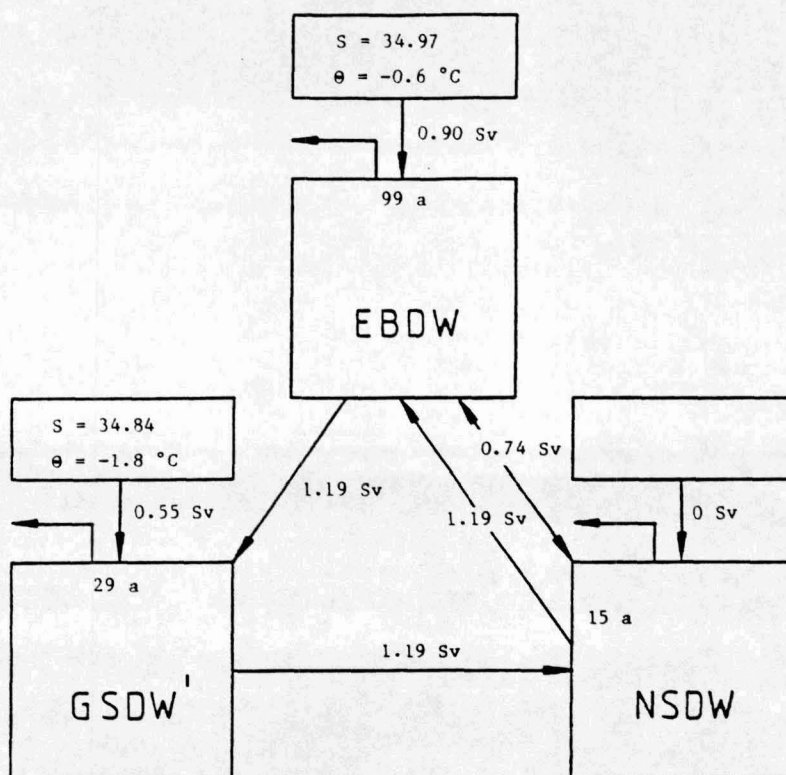 S = 34.97
Θ = -0.6 °C
0.90 Sv
99 a
EBDW
S = 34.84
Θ = -1.8 °C
0.74 Sv
1.19 Sv
0.55 Sv
1.19 Sv
0 Sv
29 a
15 a
1.19 Sv
GSDW'
NSDW